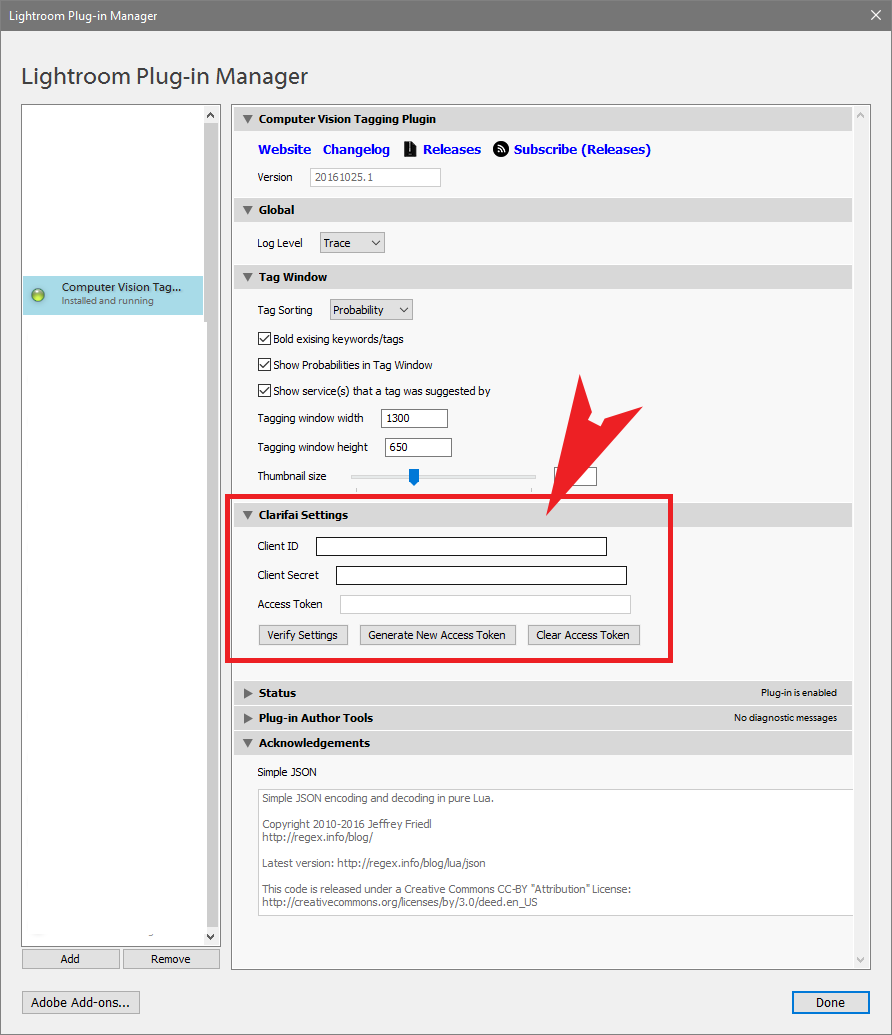 Lightroom Plug-in Manager
Lightroom Plug-in Manager
Computer Vision Tag...
Installed and running
Add Remove
Computer Vision Tagging Plugin
Website Changelog Releases Subscribe (Releases)
Version 20161025.1
Global
Log Level Trace
Tag Window
Tag Sorting Probability
Bold exising keywords/tags
Show Probabilities in Tag Window
Show service(s) that a tag was suggested by
Tagging window width 1300
Tagging window height 650
Thumbnail size
Clarifai Settings
Client ID
Client Secret
Access Token
Verify Settings Generate New Access Token Clear Access Token
Status Plug-in is enabled
Plug-in Author Tools No diagnostic messages
Acknowledgements
Simple JSON
Simple JSON encoding and decoding in pure Lua.
Copyright 2010-2016 Jeffrey Friedl
http://regex.info/blog/
Latest version: http://regex.info/blog/lua/json
This code is released under a Creative Commons CC-BY "Attribution" License:
http://creativecommons.org/licenses/by/3.0/deed.en_US
Adobe Add-ons... Done